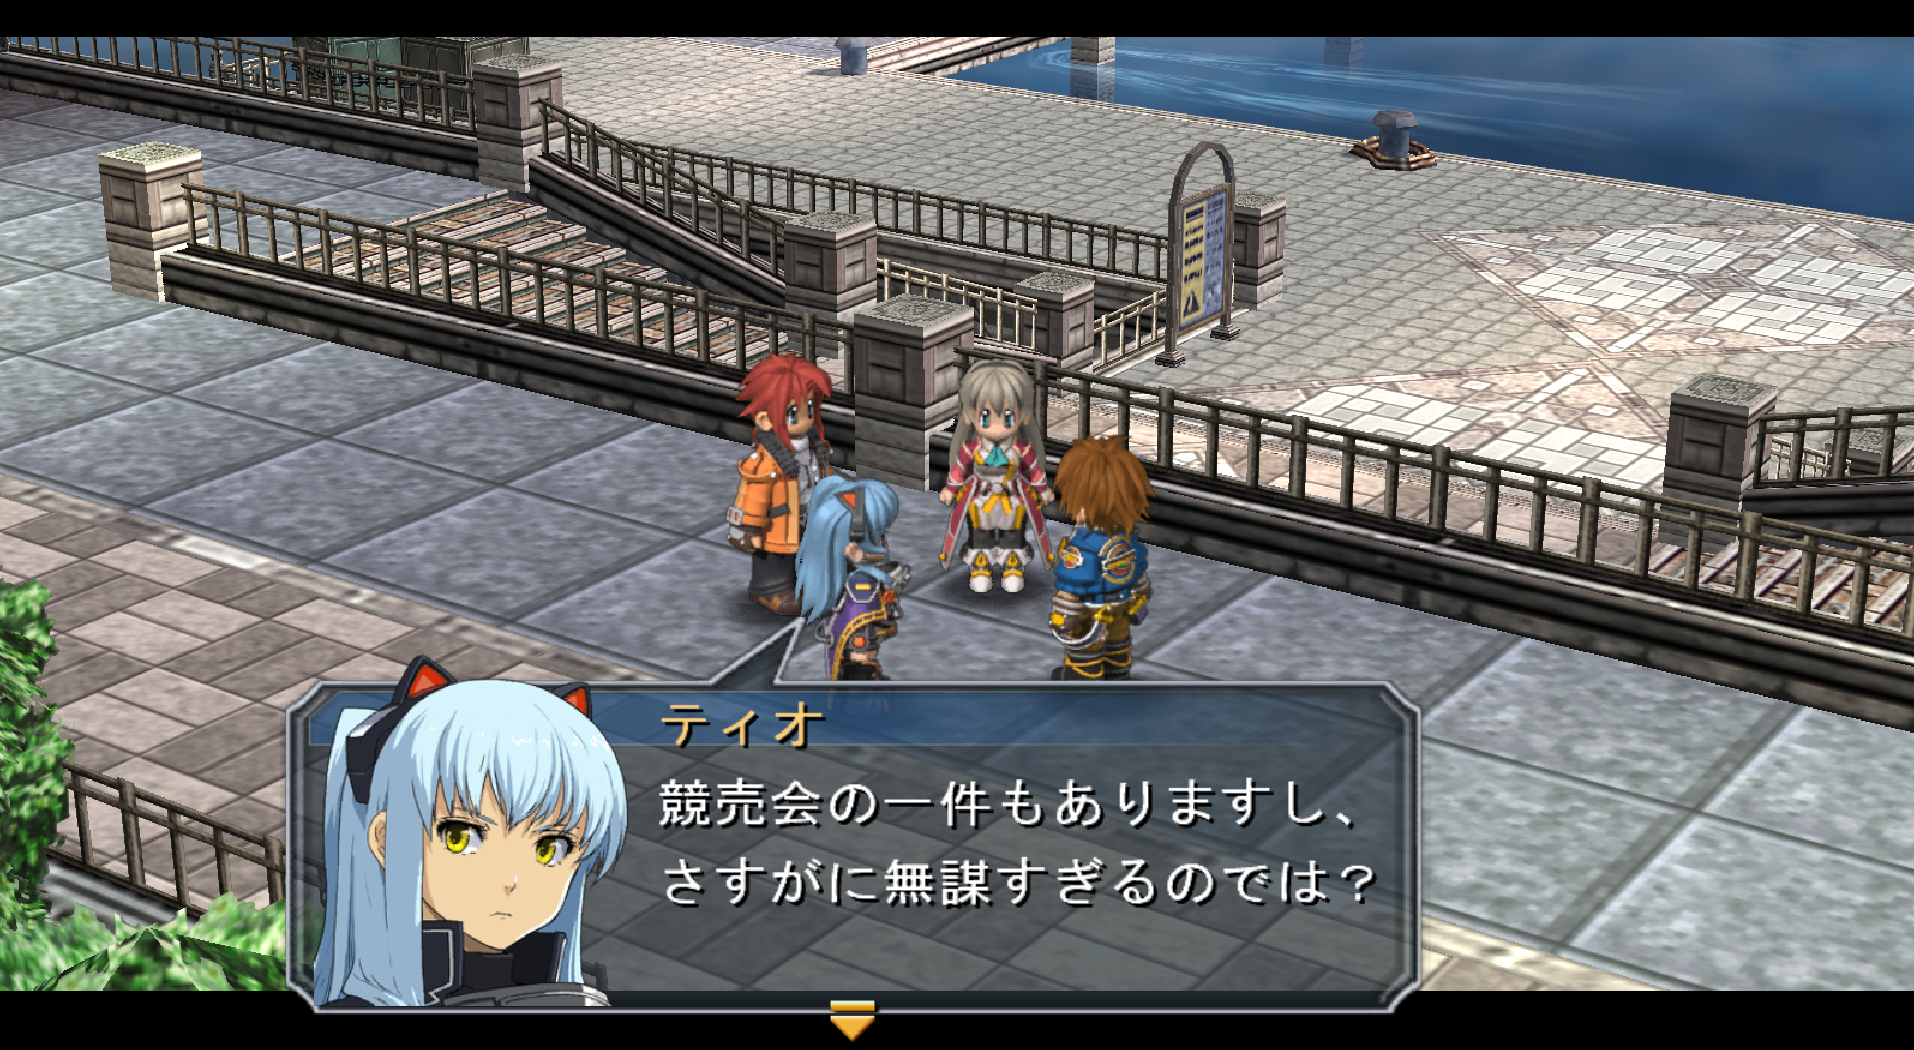 ティオ
競売会の一件もありますし、
さすがに無謀すぎるのでは？